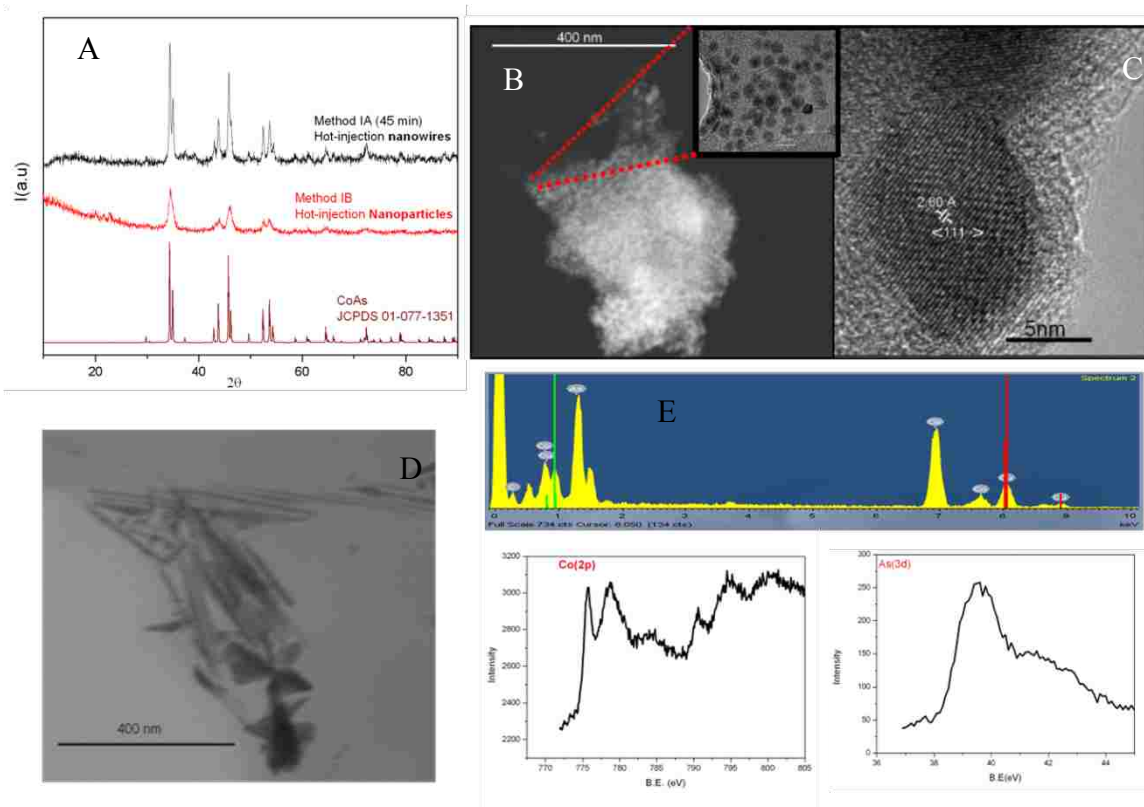 A
Method IA (45 min)
Hot-injection nanowires
Method IB
Hot-injection Nanoparticles
CoAs
JCPDS 01-077-1351
I(a.u)
20 40 60 80
2θ
400 nm
B
C
2.60 A
<111 >
5nm
D
400 nm
E
Spectrum 2
0 1 2 3 4 5 6 7 8 9 10
Full Scale 734 cts Cursor: 8.050 (134 cts)
keV
Co(2p)
Intensity
3200
3000
2800
2600
2400
2200
770 775 780 785 790 795 800 805
B.E. (eV)
As(3d)
Intensity
300
250
200
150
100
50
0
36 38 40 42 44
B.E(eV)